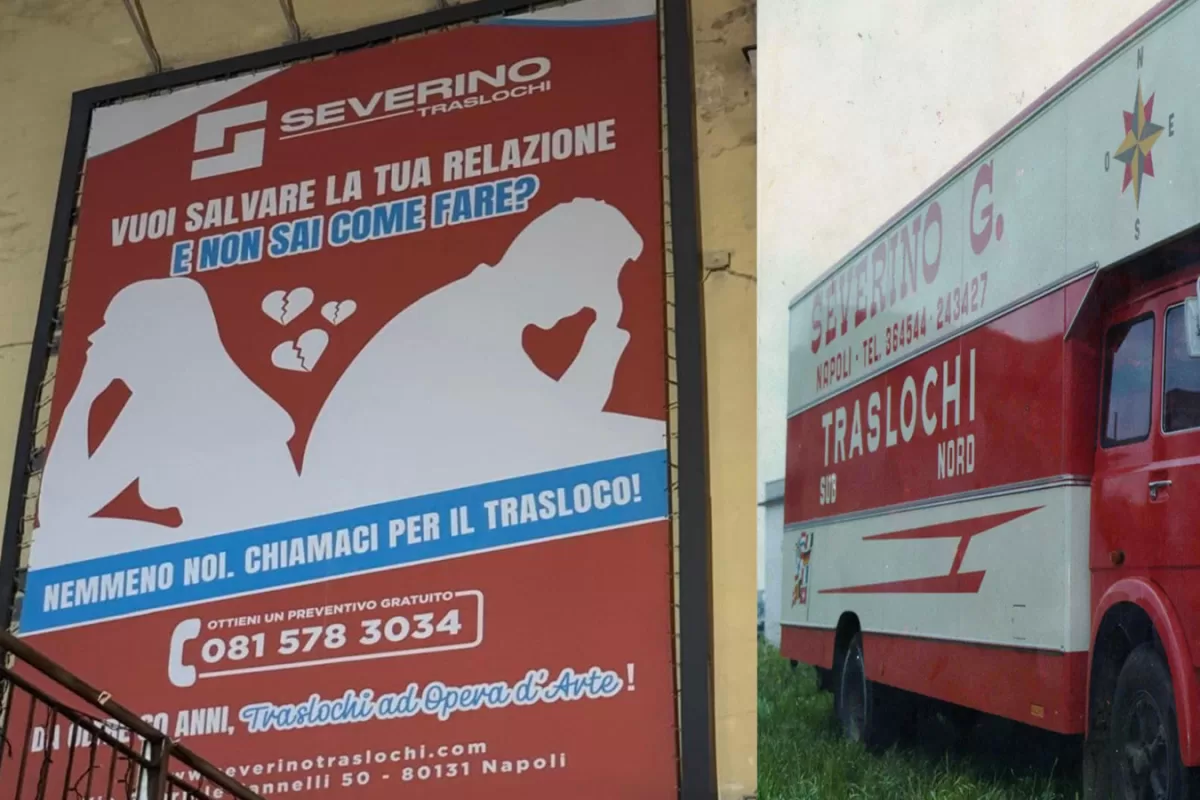 SEVERINO
TRASLOCHI
VUOI SALVARE LA TUA RELAZIONE
E NON SAI COME FARE?
NEMMENO NOI. CHIAMACI PER IL TRASLOCO!
OTTIENI UN PREVENTIVO GRATUITO
081 578 3034
ANNI, Traslochi ad Opera d'Arte!
severinotraslochi.com
50 - 80131 Napoli
N
O E
S
SEVERINO G.
NAPOLI - TEL. 364544 - 243427
TRASLOCHI
SUD NORD